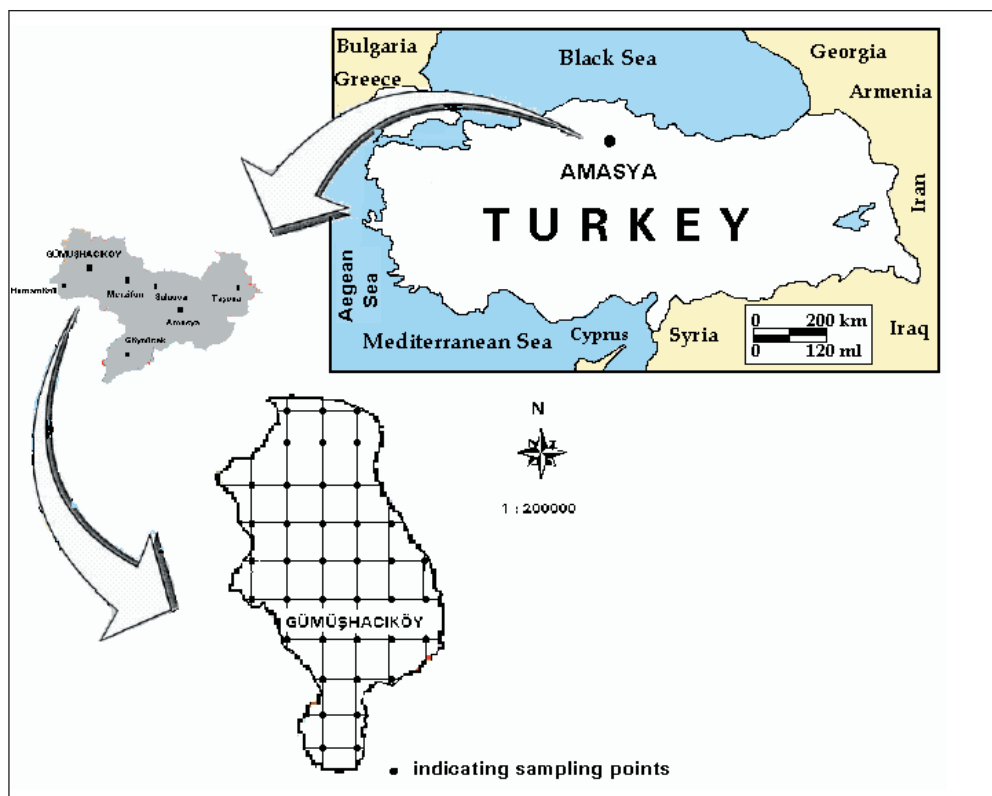 Bulgaria
Greece
Black Sea
Georgia
Armenia
Iran
AMASYA
TURKEY
Aegean
Sea
Mediterranean Sea
Cyprus
Syria
Iraq
0 200 km
0 120 ml
GÜMÜŞHACIKÖY
Merzifon
Suluova
Taşova
Amasya
N
1 : 200000
GÜMÜŞHACIKÖY
indicating sampling points